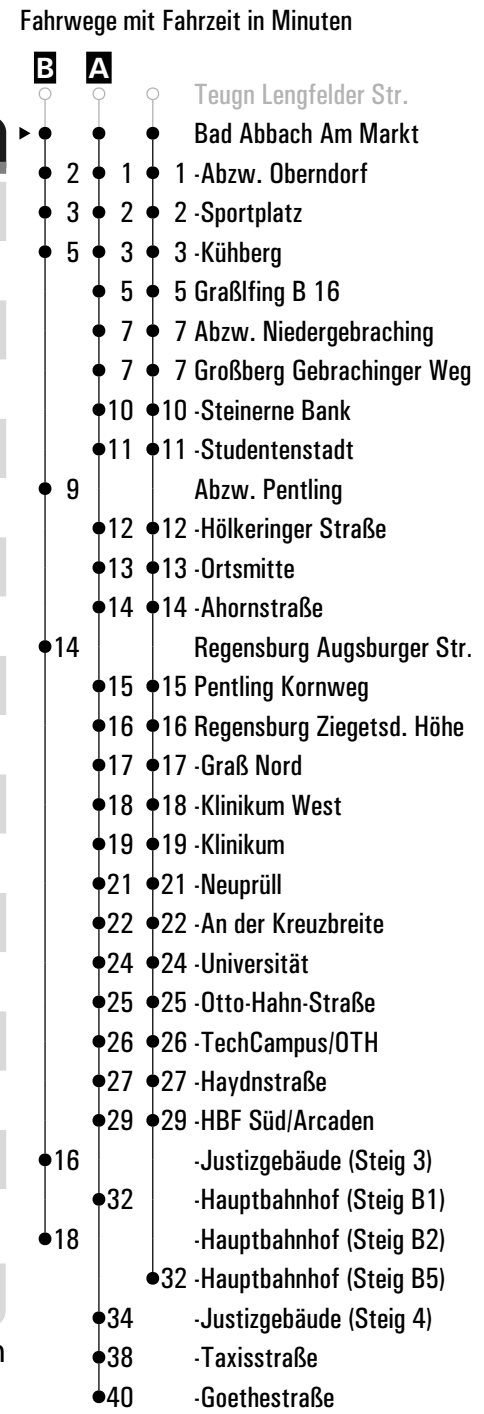 Fahrwege mit Fahrzeit in Minuten
B A
Teugn Lengfelder Str.
Bad Abbach Am Markt
2 1 1 -Abzw. Oberndorf
3 2 2 -Sportplatz
5 3 3 -Kühberg
5 5 Graßlfing B 16
7 7 Abzw. Niedergebraching
7 7 Großberg Gebrachinger Weg
10 10 -Steinerne Bank
11 11 -Studentenstadt
9 Abzw. Pentling
12 12 -Hölkeringer Straße
13 13 -Ortsmitte
14 14 -Ahornstraße
14 Regensburg Augsburger Str.
15 15 Pentling Kornweg
16 16 Regensburg Ziegetsd. Höhe
17 17 -Graß Nord
18 18 -Klinikum West
19 19 -Klinikum
21 21 -Neuprüll
22 22 -An der Kreuzbreite
24 24 -Universität
25 25 -Otto-Hahn-Straße
26 26 -TechCampus/OTH
27 27 -Haydnstraße
29 29 -HBF Süd/Arcaden
16 -Justizgebäude (Steig 3)
32 -Hauptbahnhof (Steig B1)
18 -Hauptbahnhof (Steig B2)
32 -Hauptbahnhof (Steig B5)
34 -Justizgebäude (Steig 4)
38 -Taxisstraße
40 -Goethestraße